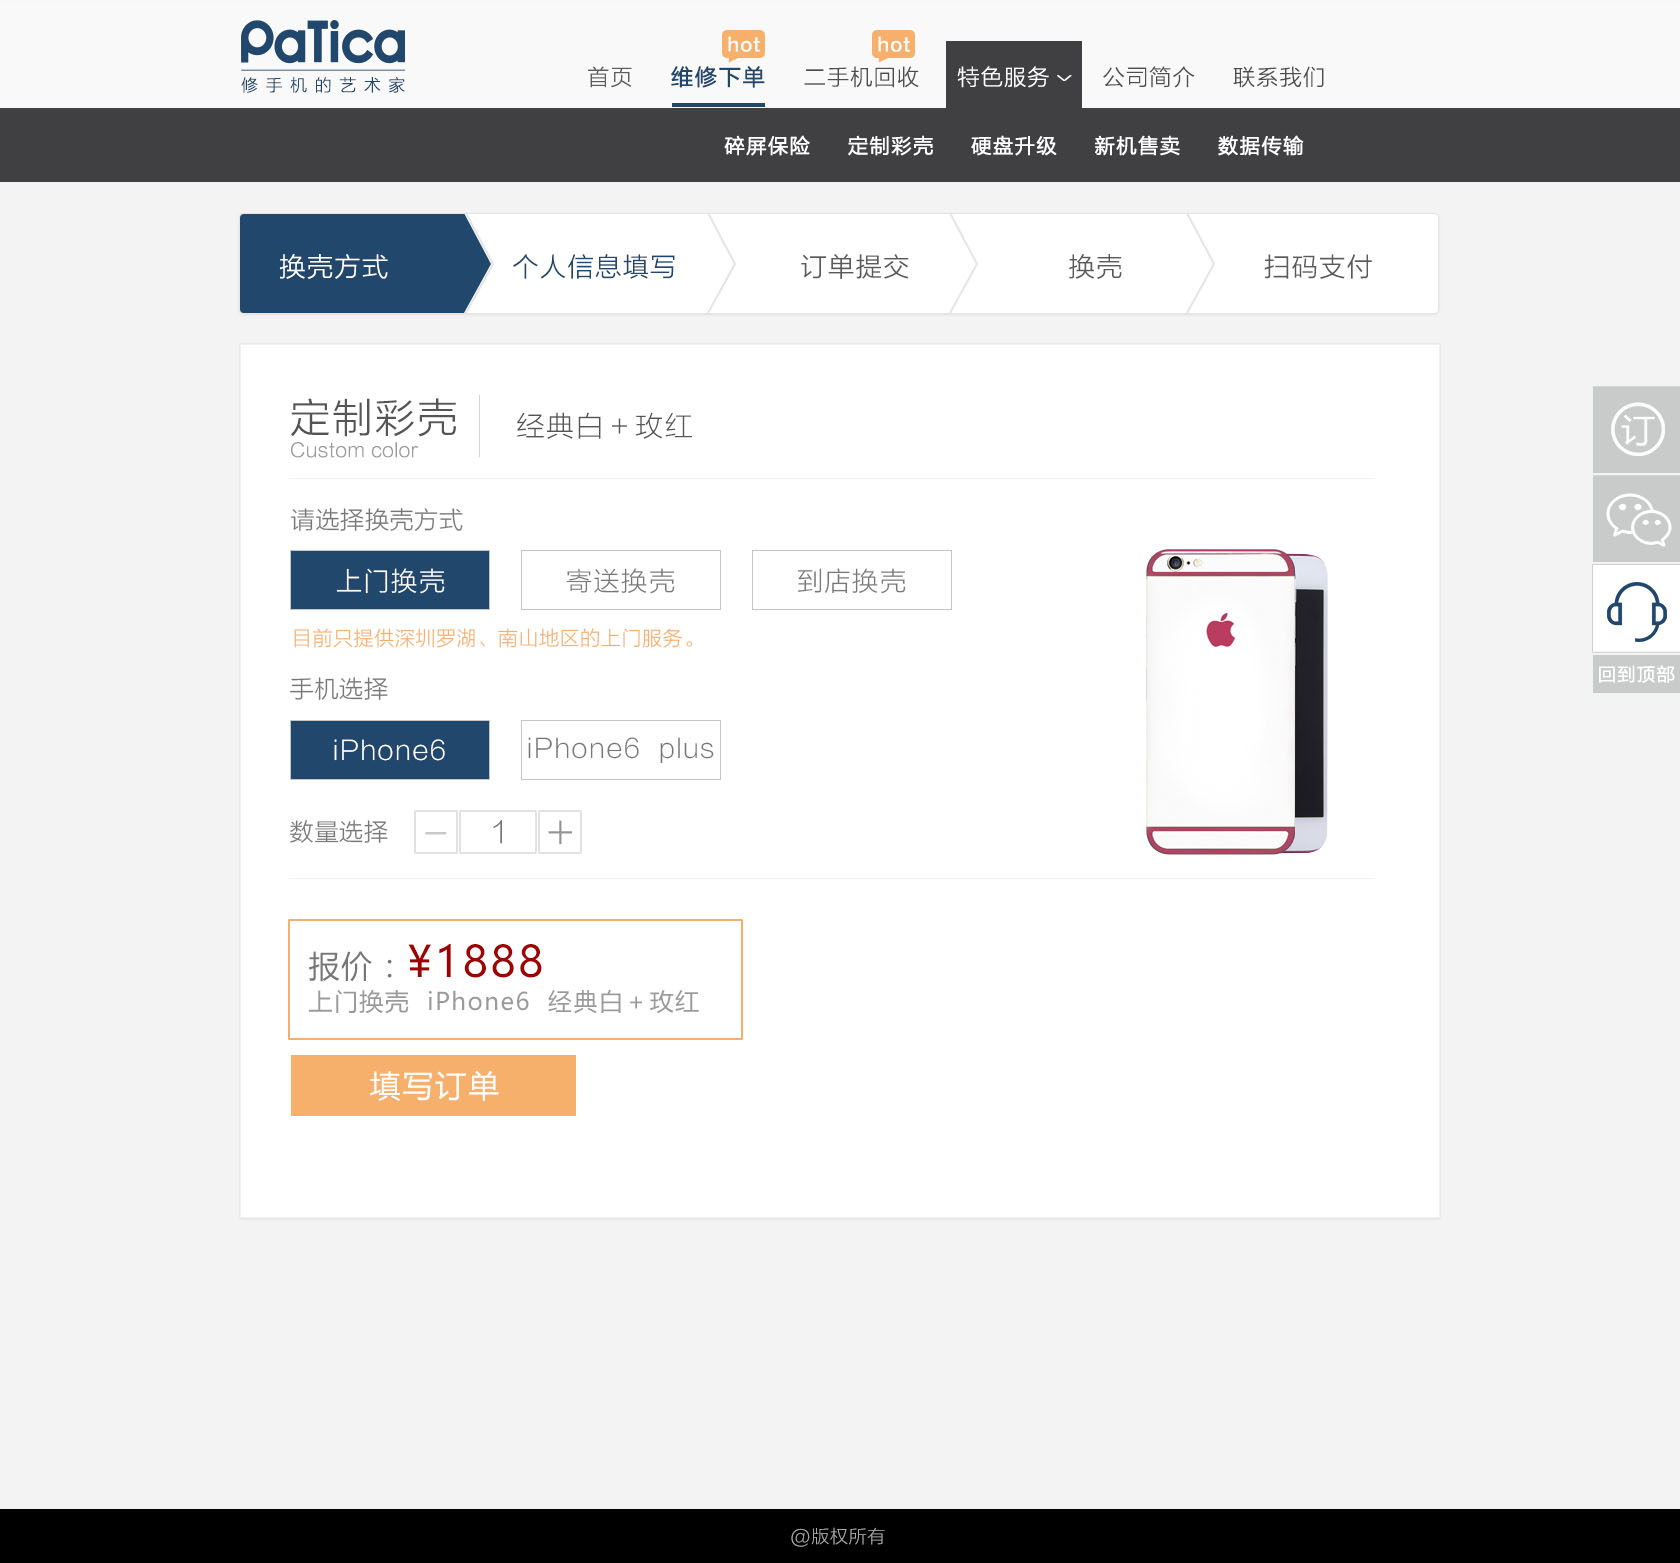 PaTica
修手机的艺术家
hot
hot
首页 维修下单 二手机回收 特色服务 公司简介 联系我们
碎屏保险 定制彩壳 硬盘升级 新机售卖 数据传输
换壳方式 个人信息填写 订单提交 换壳 扫码支付
定制彩壳
Custom color
经典白+玫红
请选择换壳方式
上门换壳 寄送换壳 到店换壳
目前只提供深圳罗湖、南山地区的上门服务。
手机选择
iPhone6 iPhone6 plus
数量选择 － 1 ＋
报价：¥1888
上门换壳 iPhone6 经典白+玫红
填写订单
订
回到顶部
@版权所有